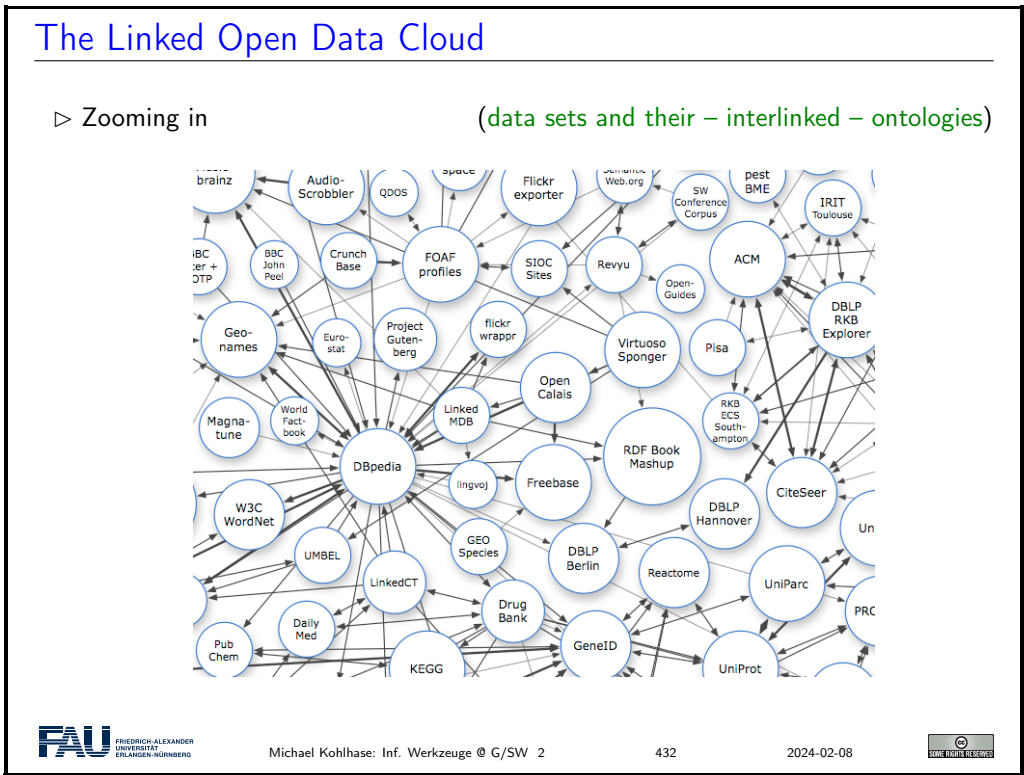 The Linked Open Data Cloud
▷ Zooming in (data sets and their – interlinked – ontologies)
brainz
Audio-
Scrobbler
QDOS
space
Flickr
exporter
Semantic
Web.org
SW
Conference
Corpus
pest
BME
IRIT
Toulouse
BBC
John
Peel
Crunch
Base
FOAF
profiles
SIOC
Sites
Revyu
Open-
Guides
ACM
DBLP
RKB
Explorer
Geo-
names
Euro-
stat
Project
Guten-
berg
flickr
wrappr
Virtuoso
Sponger
Pisa
Open
Calais
Magna-
tune
World
Fact-
book
Linked
MDB
RKB
ECS
South-
ampton
RDF Book
Mashup
DBpedia
lingvoj
Freebase
CiteSeer
W3C
WordNet
DBLP
Hannover
Un
UMBEL
GEO
Species
DBLP
Berlin
Reactome
LinkedCT
UniParc
Drug
Bank
PRO
Daily
Med
Pub
Chem
KEGG
GeneID
UniProt
FAU
FRIEDRICH-ALEXANDER
UNIVERSITÄT
ERLANGEN-NÜRNBERG
Michael Kohlhase: Inf. Werkzeuge @ G/SW 2 432 2024-02-08
cc
SOME RIGHTS RESERVED